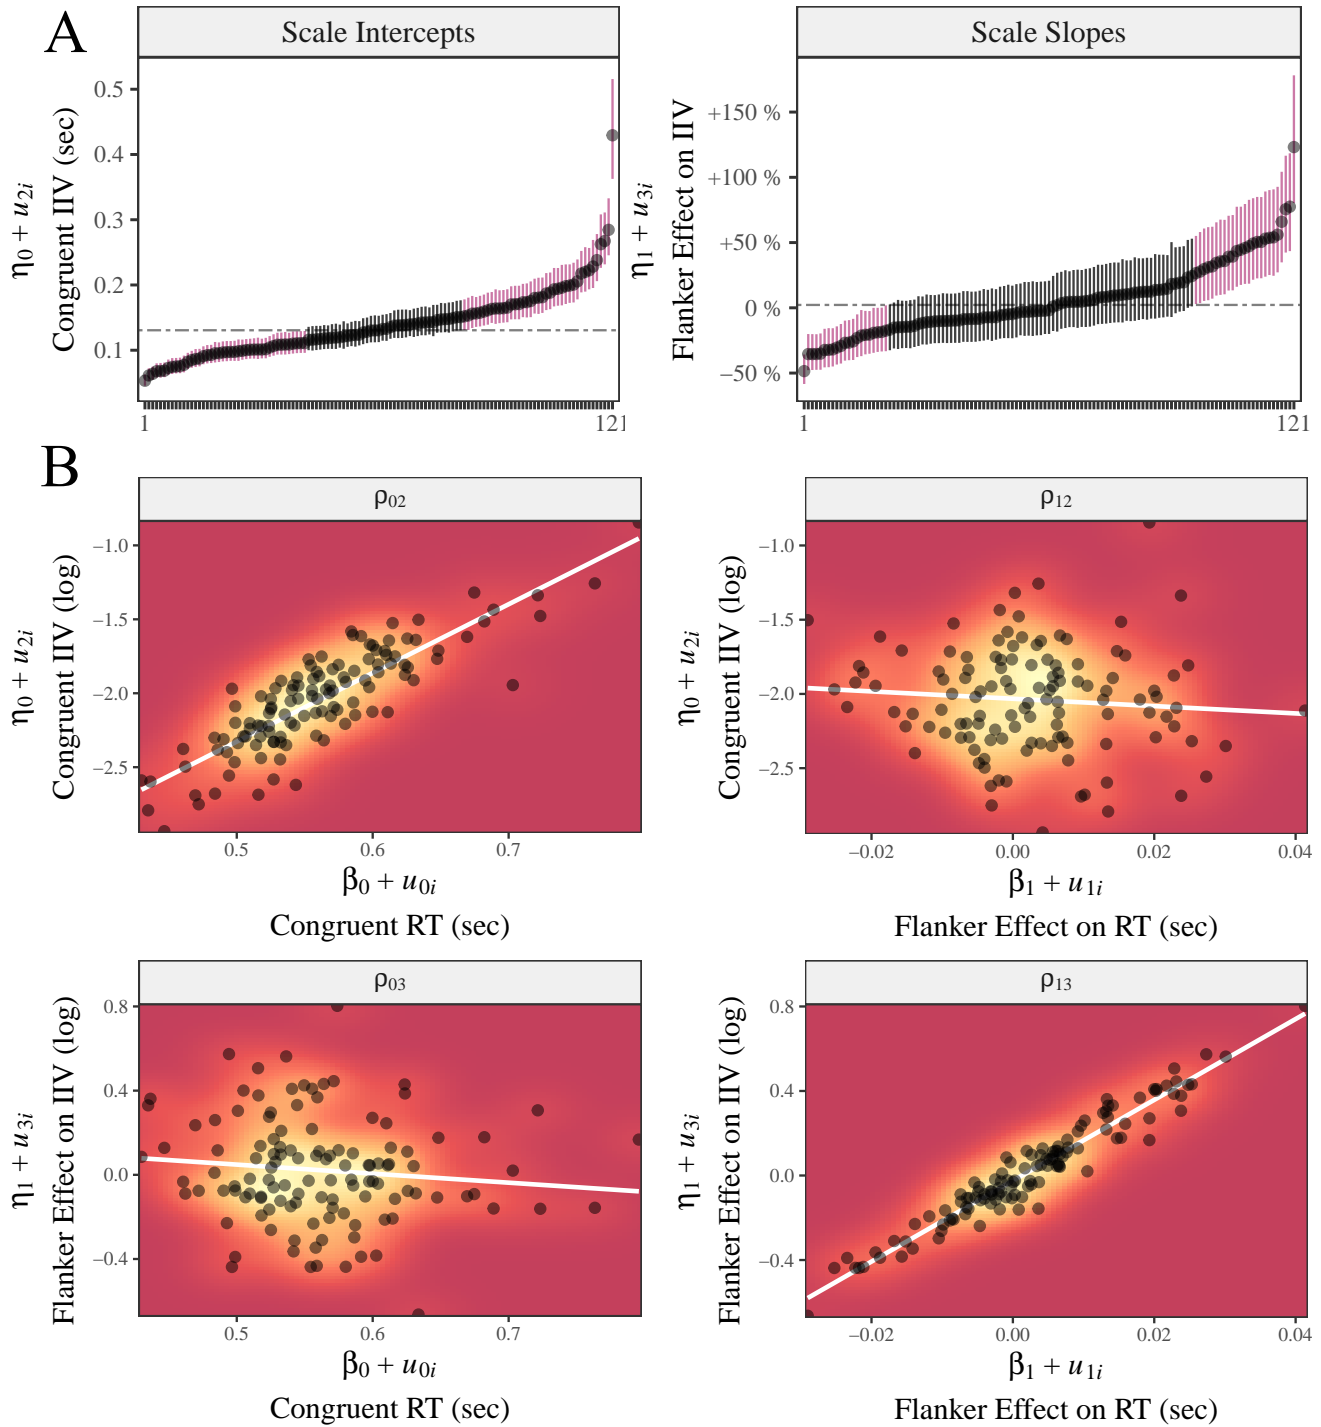 A
Scale Intercepts
Scale Slopes
η0 + u2i
Congruent IIV (sec)
0.5
0.4
0.3
0.2
0.1
1
121
η1 + u3i
Flanker Effect on IIV
+150 %
+100 %
+50 %
0 %
−50 %
1
121
B
ρ02
η0 + u2i
Congruent IIV (log)
−1.0
−1.5
−2.0
−2.5
0.5 0.6 0.7
β0 + u0i
Congruent RT (sec)
ρ12
η0 + u2i
Congruent IIV (log)
−1.0
−1.5
−2.0
−2.5
−0.02 0.00 0.02 0.04
β1 + u1i
Flanker Effect on RT (sec)
ρ03
η1 + u3i
Flanker Effect on IIV (log)
0.8
0.4
0.0
−0.4
0.5 0.6 0.7
β0 + u0i
Congruent RT (sec)
ρ13
η1 + u3i
Flanker Effect on IIV (log)
0.8
0.4
0.0
−0.4
−0.02 0.00 0.02 0.04
β1 + u1i
Flanker Effect on RT (sec)